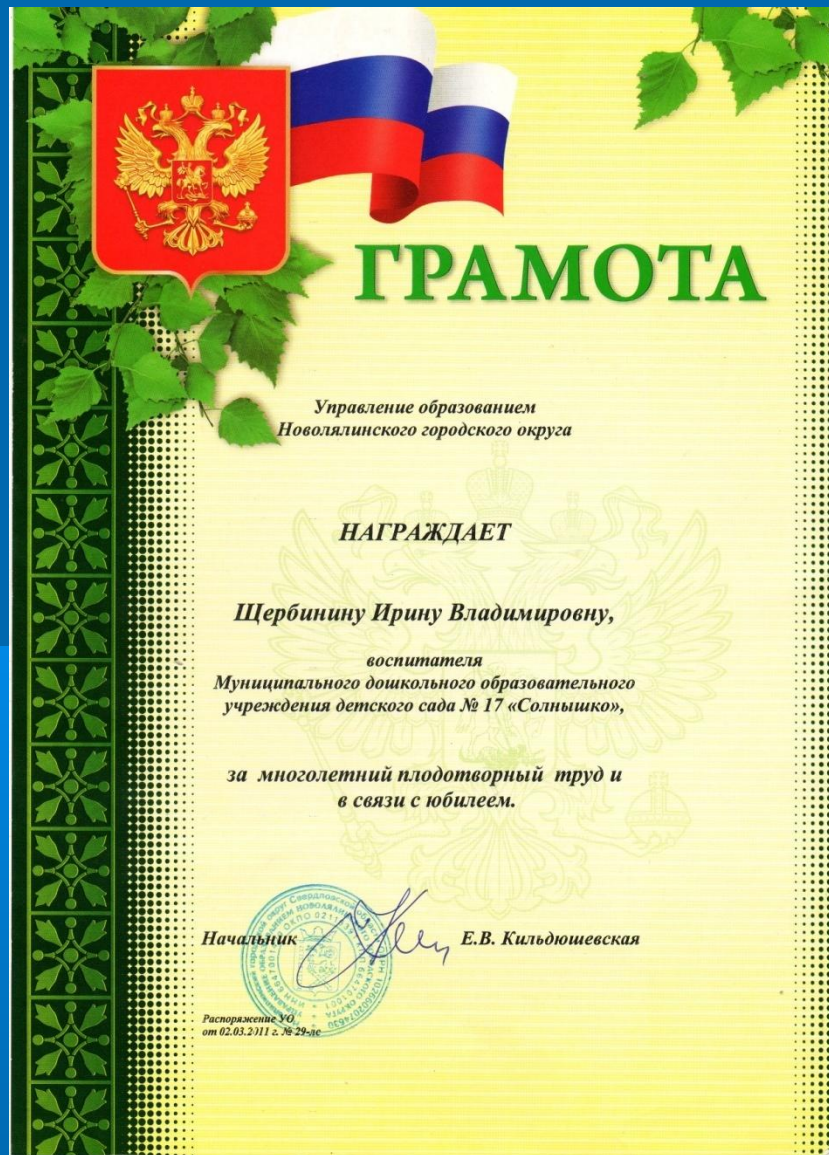 ГРАМОТА
Управление образованием
Новолялинского городского округа
НАГРАЖДАЕТ
Щербинину Ирину Владимировну,
воспитателя
Муниципального дошкольного образовательного
учреждения детского сада № 17 «Солнышко»,
за многолетний плодотворный труд и
в связи с юбилеем.
Начальник Е.В. Кильдюшевская
Распоряжение УО
от 02.03.2011 г. № 29-лс